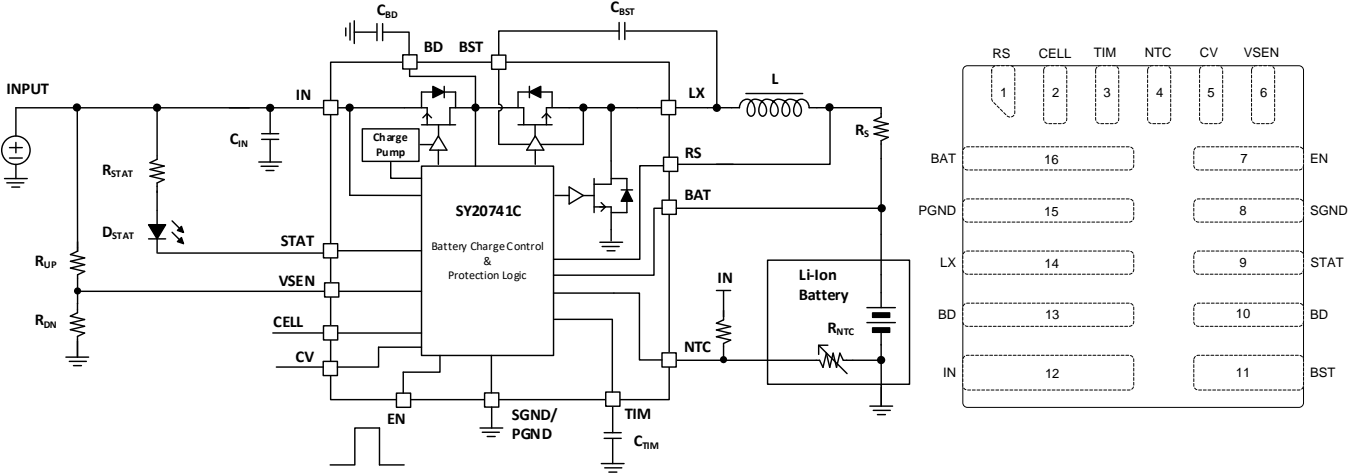 C_BD
C_BST
BD
BST
INPUT
IN
LX
L
C_IN
Charge
Pump
R_S
RS
R_STAT
BAT
SY20741C
D_STAT
STAT
Battery Charge Control
&
Protection Logic
R_UP
VSEN
IN
Li-Ion
Battery
R_DN
CELL
R_NTC
CV
NTC
EN
SGND/
PGND
TIM
C_TIM
RS
CELL
TIM
NTC
CV
VSEN
1
2
3
4
5
6
BAT
16
7
EN
PGND
15
8
SGND
LX
14
9
STAT
BD
13
10
BD
IN
12
11
BST